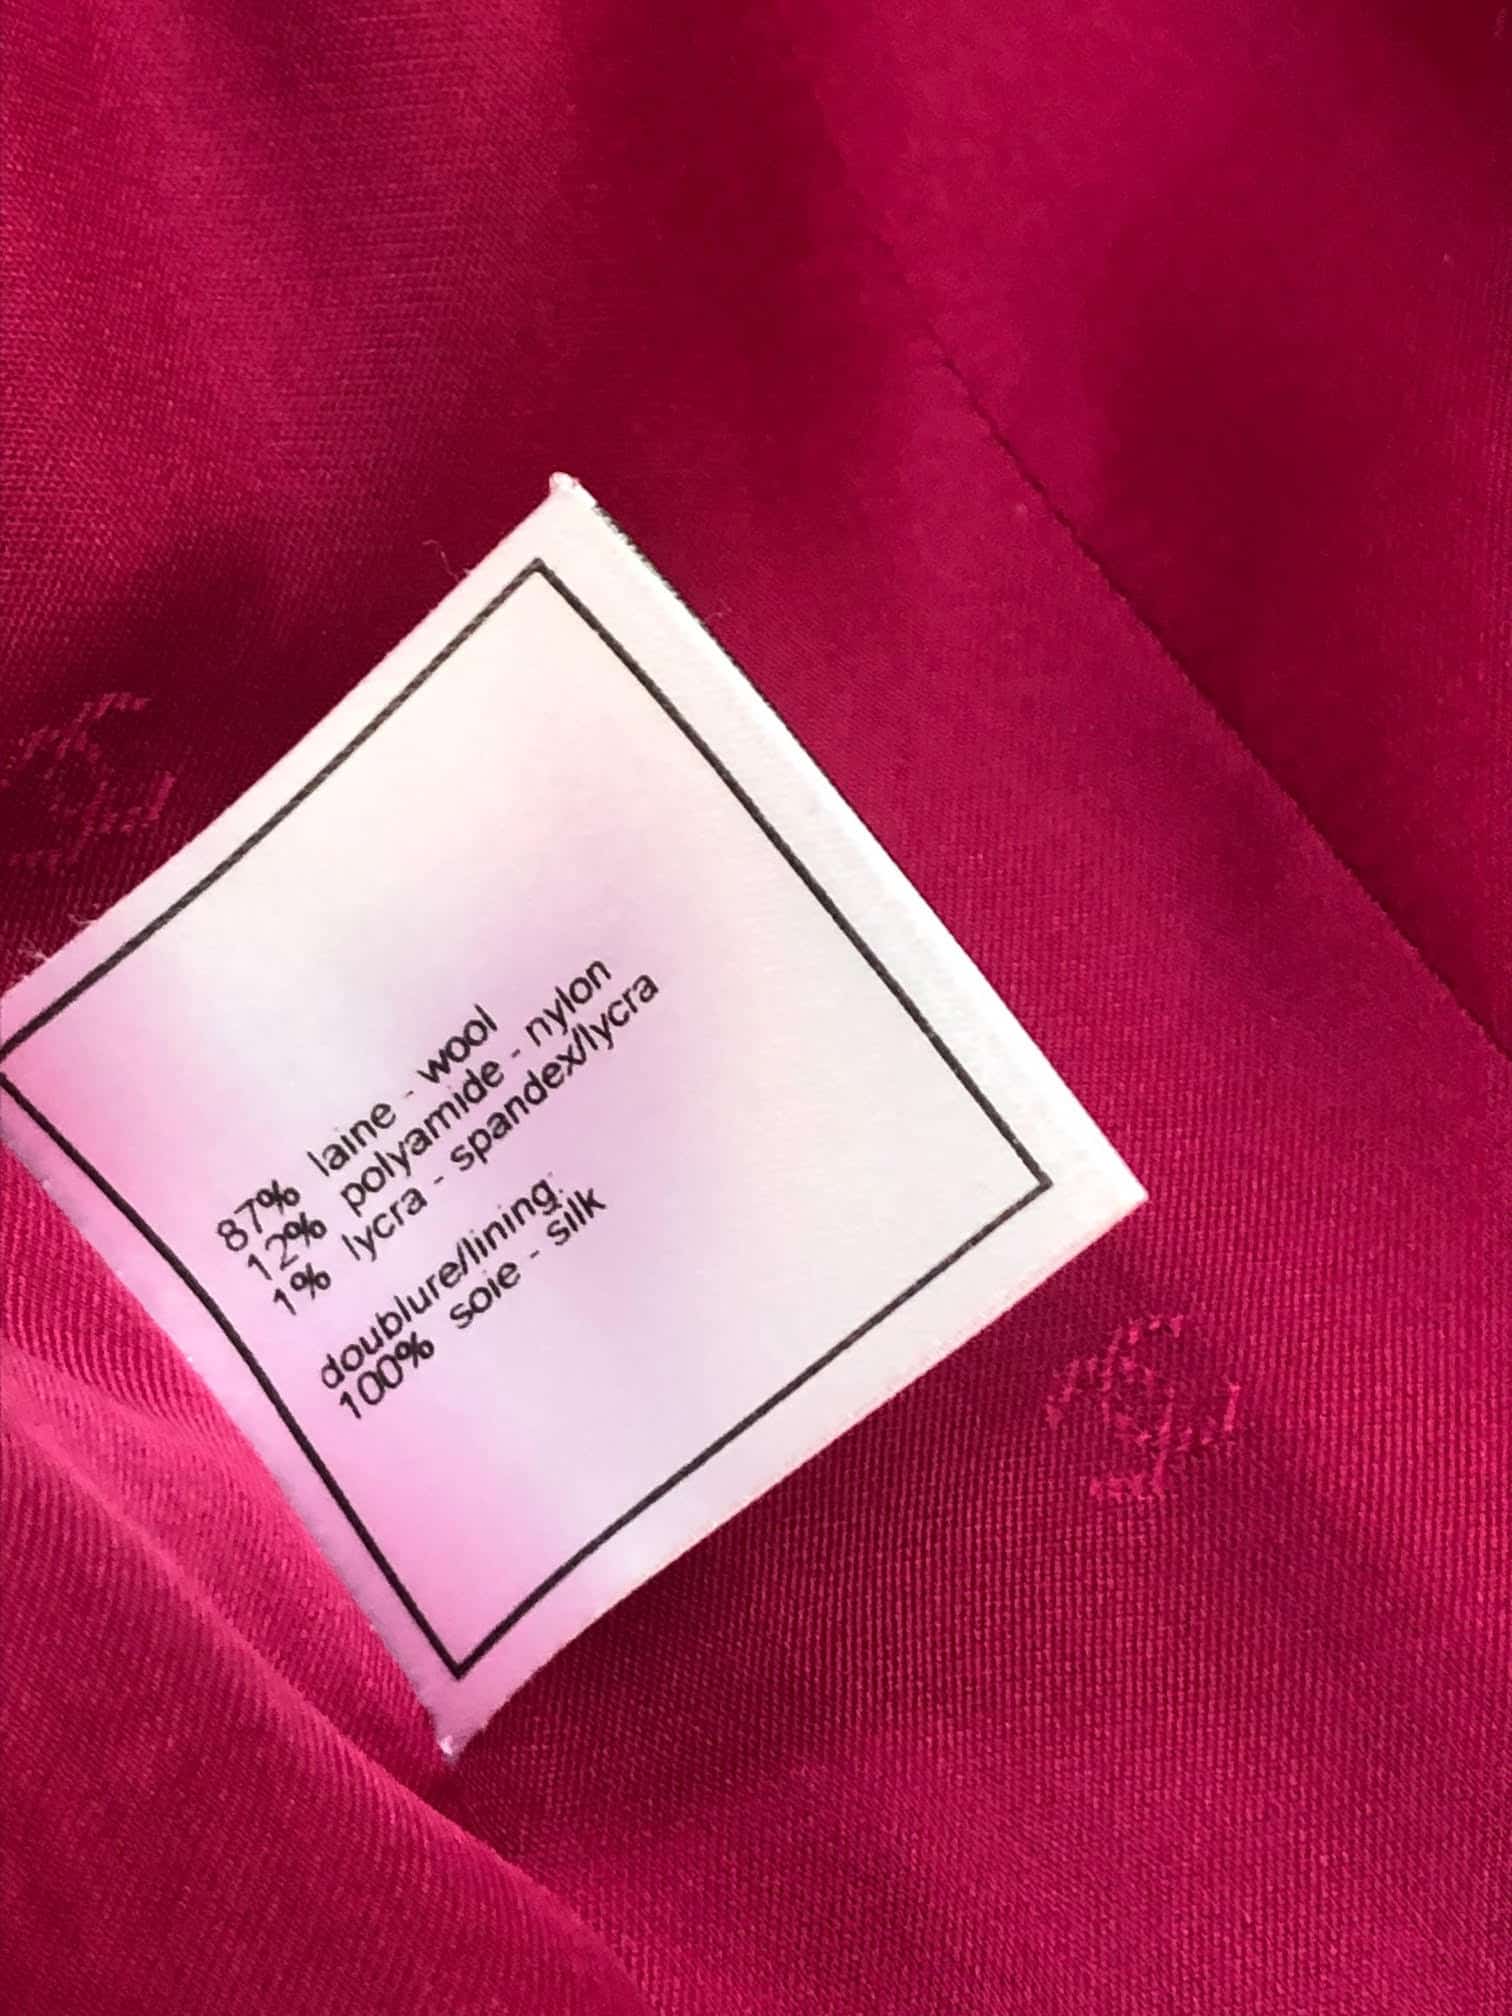 87% laine - wool
12% polyamide - nylon
1% lycra - spandex/lycra
doublure/lining:
100% soie - silk